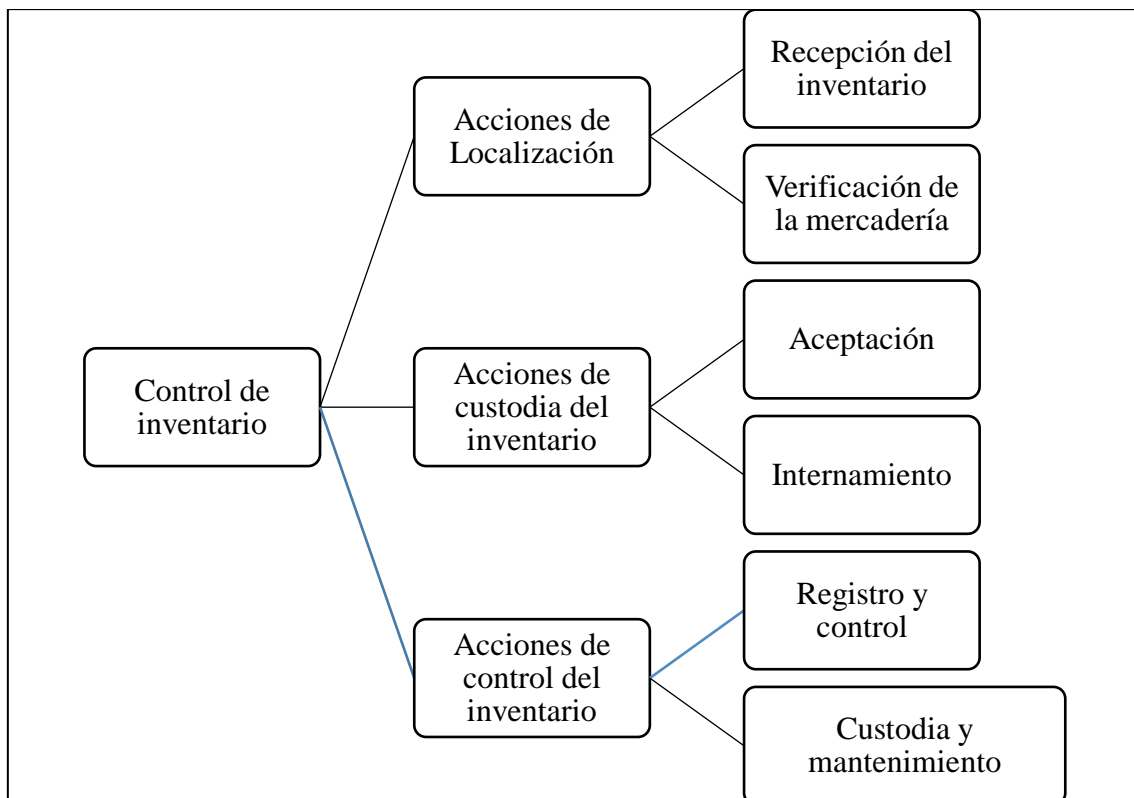 Control de
inventario
Acciones de
Localización
Recepción del
inventario
Verificación de
la mercadería
Acciones de
custodia del
inventario
Aceptación
Internamiento
Acciones de
control del
inventario
Registro y
control
Custodia y
mantenimiento